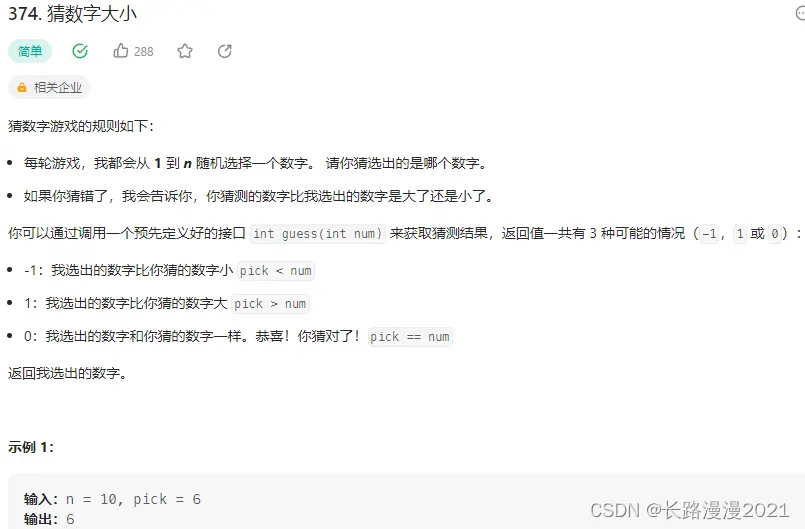 374. 猜数字大小
简单 288
相关企业
猜数字游戏的规则如下：
每轮游戏，我都会从 1 到 n 随机选择一个数字。 请你猜选出的是哪个数字。
如果你猜错了，我会告诉你，你猜测的数字比我选出的数字是大了还是小了。
你可以通过调用一个预先定义好的接口 int guess(int num) 来获取猜测结果，返回值一共有 3 种可能的情况（-1，1 或 0）：
-1：我选出的数字比你猜的数字小 pick < num
1：我选出的数字比你猜的数字大 pick > num
0：我选出的数字和你猜的数字一样。恭喜！你猜对了！pick == num
返回我选出的数字。
示例 1：
输入：n = 10, pick = 6
输出：6
CSDN @长路漫漫2021